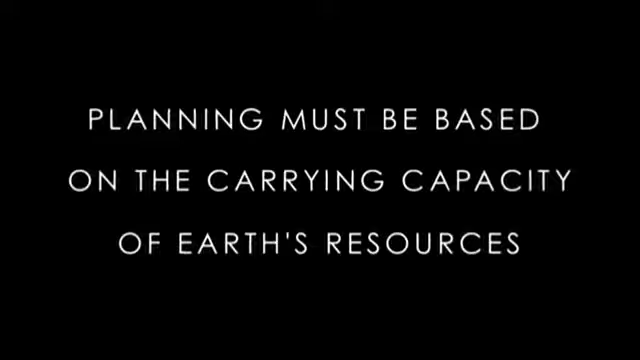 PLANNING MUST BE BASED
ON THE CARRYING CAPACITY
OF EARTH'S RESOURCES